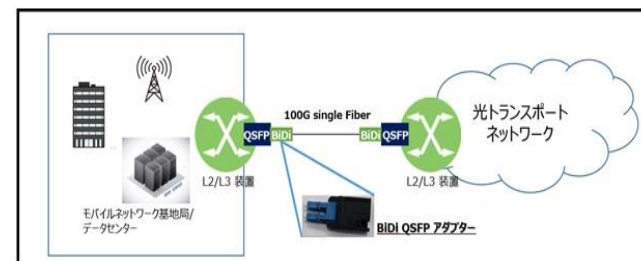 100G single Fiber
QSFP
BiDi
BiDi
QSFP
光トランスポート
ネットワーク
L2/L3 装置
L2/L3 装置
モバイルネットワーク基地局/
データセンター
BiDi QSFP アダプター